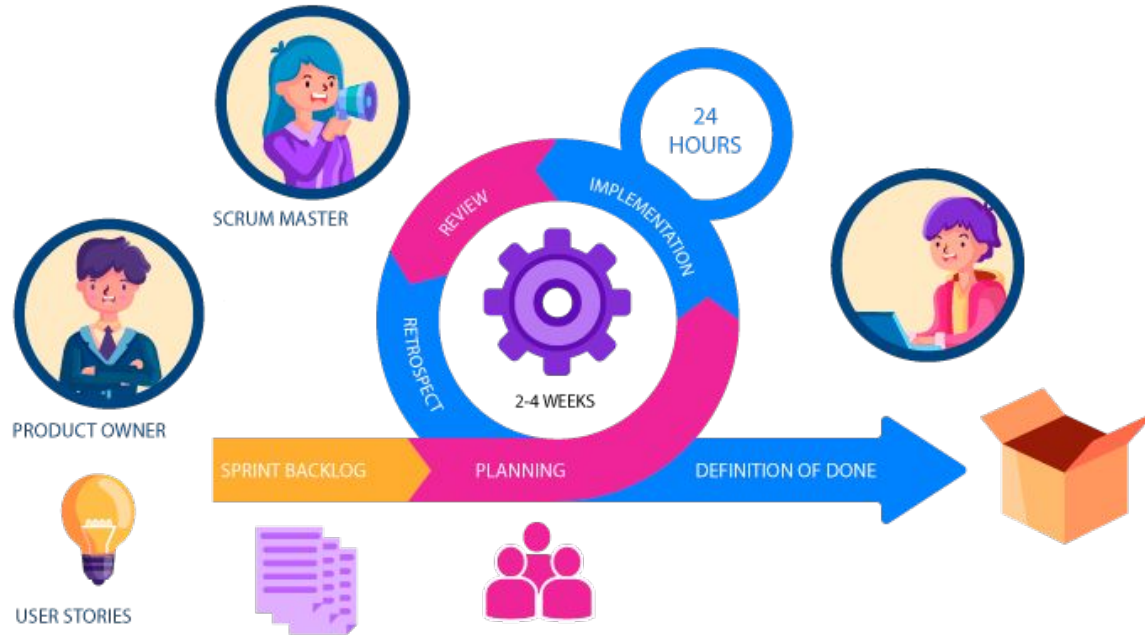 SCRUM MASTER
24
HOURS
REVIEW
IMPLEMENTATION
RETROSPECT
2-4 WEEKS
PRODUCT OWNER
SPRINT BACKLOG
PLANNING
DEFINITION OF DONE
USER STORIES